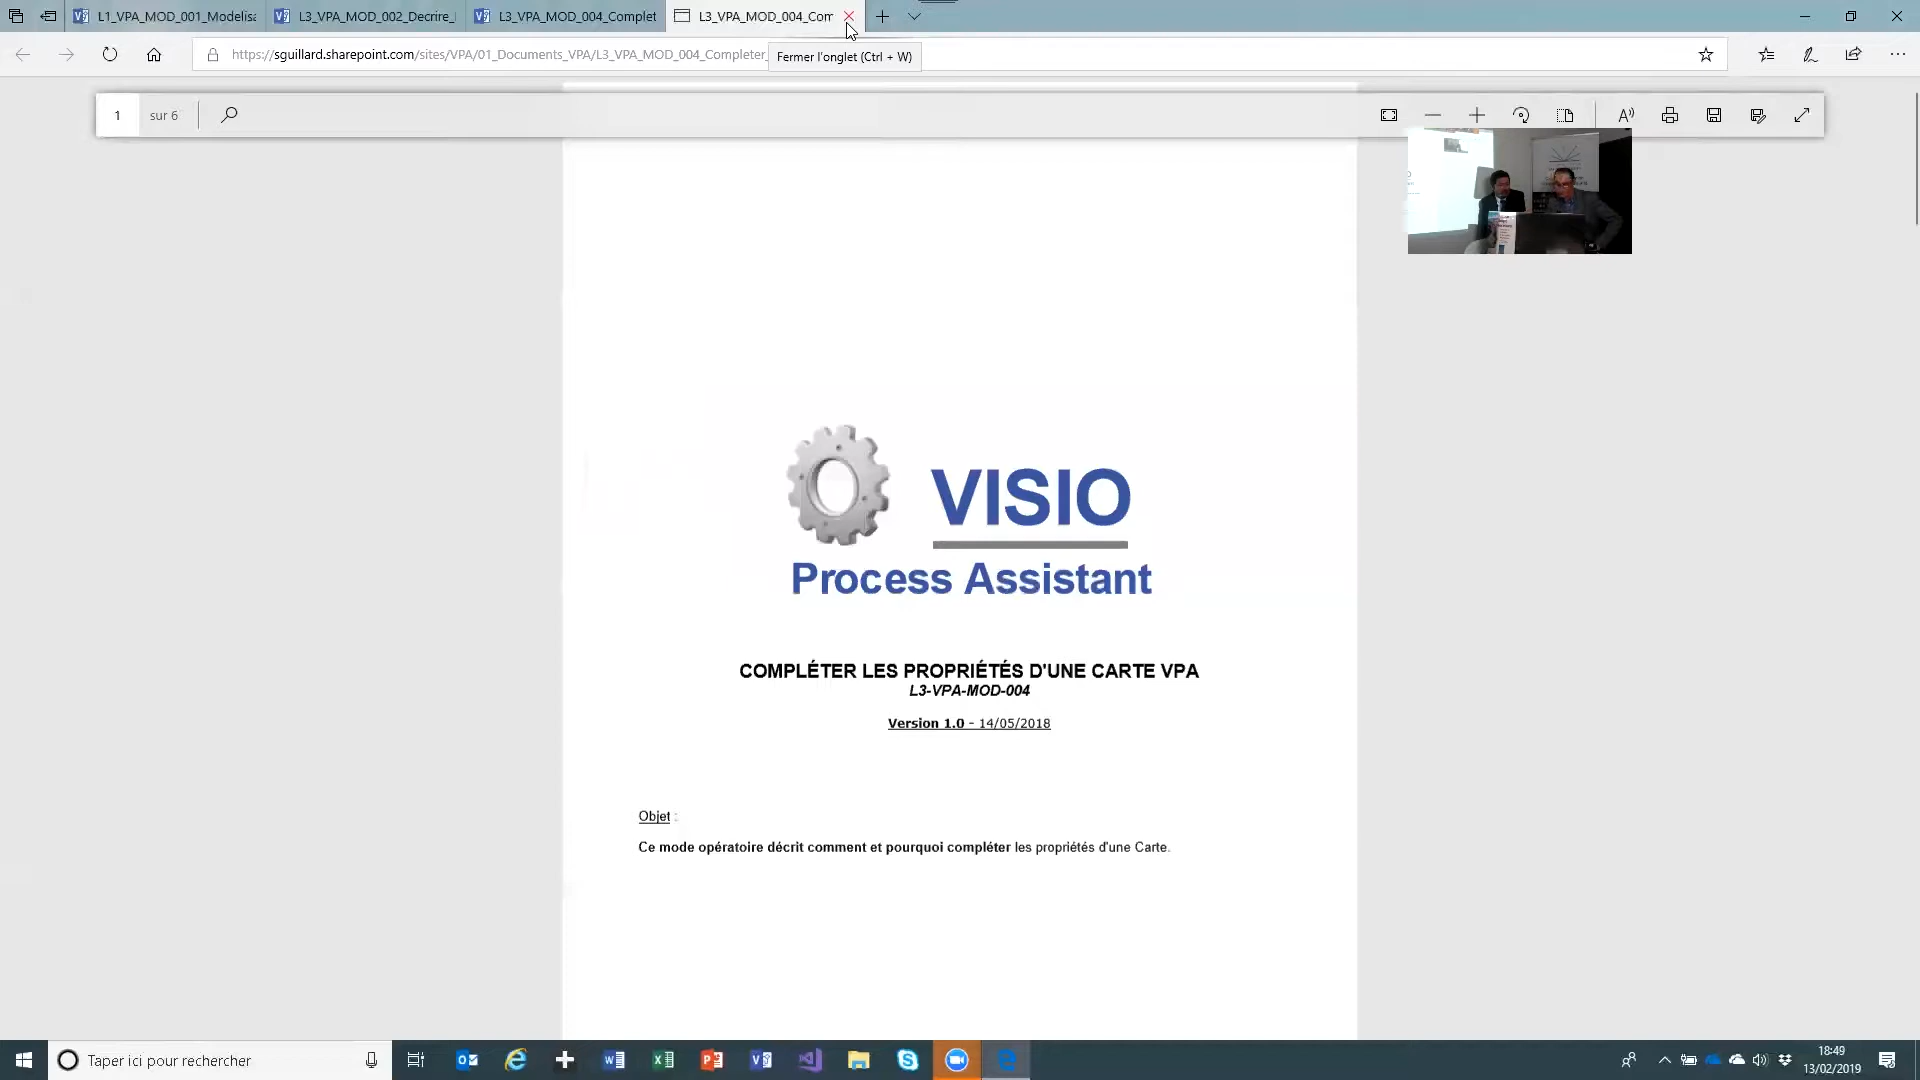 L1_VPA_MOD_001_Modelisa
L3_VPA_MOD_002_Decrire_
L3_VPA_MOD_004_Complet
L3_VPA_MOD_004_Com
https://sguillard.sharepoint.com/sites/VPA/01_Documents_VPA/L3_VPA_MOD_004_Completer_
Fermer l'onglet (Ctrl + W)
1 sur 6
VISIO
Process Assistant
COMPLÉTER LES PROPRIÉTÉS D'UNE CARTE VPA
L3-VPA-MOD-004
Version 1.0 - 14/05/2018
Objet :
Ce mode opératoire décrit comment et pourquoi compléter les propriétés d'une Carte.
Taper ici pour rechercher
18:49
13/02/2019